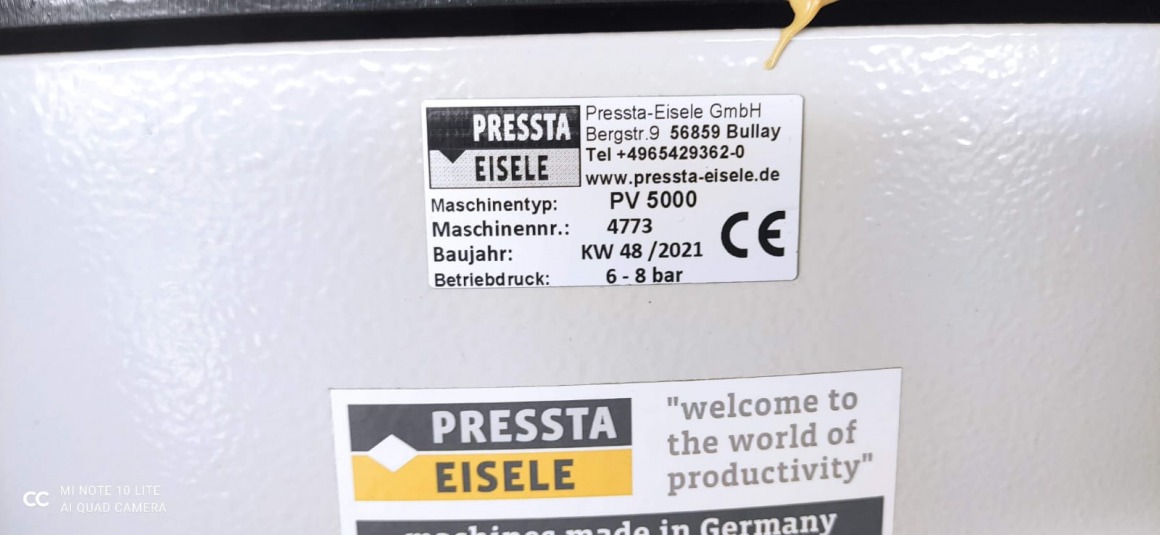 PRESSTA
EISELE
Pressta-Eisele GmbH
Bergstr.9 56859 Bullay
Tel +4965429362-0
www.pressta-eisele.de
Maschinentyp: PV 5000
Maschinennr.: 4773
Baujahr: KW 48 /2021
Betriebdruck: 6 - 8 bar
CE
PRESSTA
EISELE
"welcome to
the world of
productivity"
machines made in Germany
MI NOTE 10 LITE
AI QUAD CAMERA